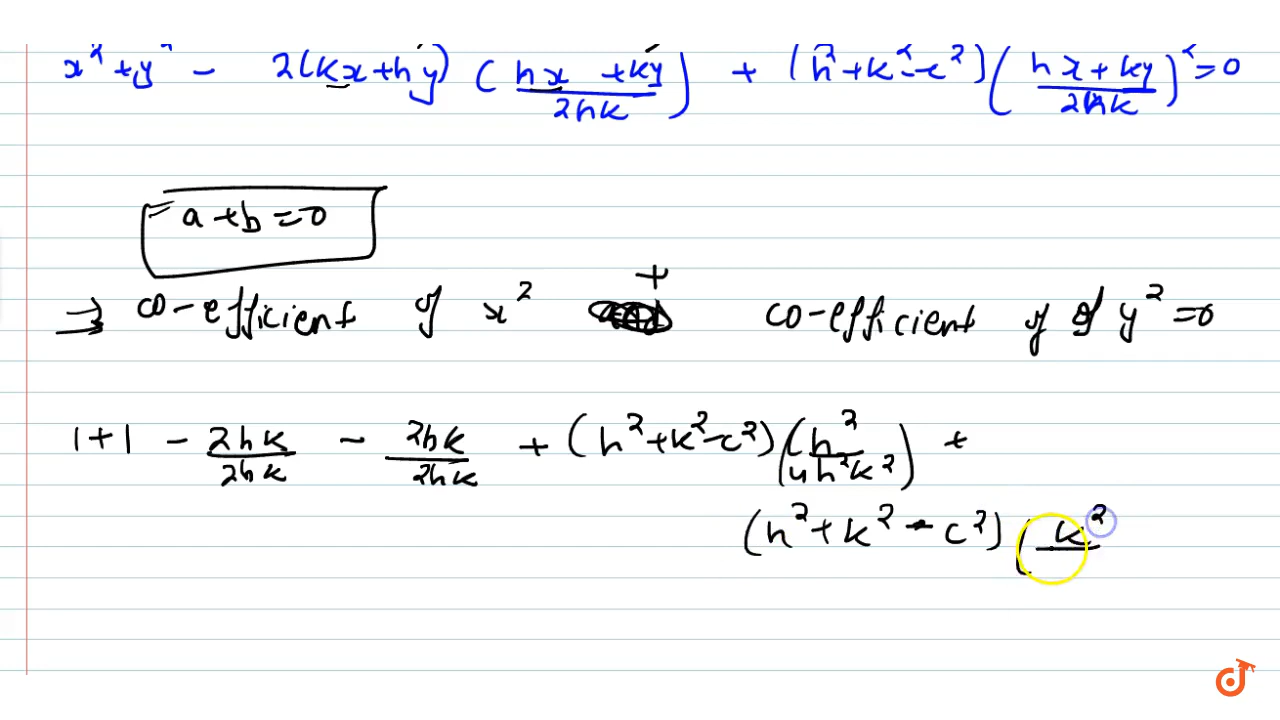 x² + y² - 2(kx + hy) (hx + ky / 2hk) + (h² + k² - c²) (hx + ky / 2hk)² = 0
a + b = 0
⇒ co-efficient of x² + co-efficient of y² = 0
1 + 1 - 2hk/2hk - 2hk/2hk + (h² + k² - c²) (h² / 4h²k²) +
(h² + k² - c²) (k²